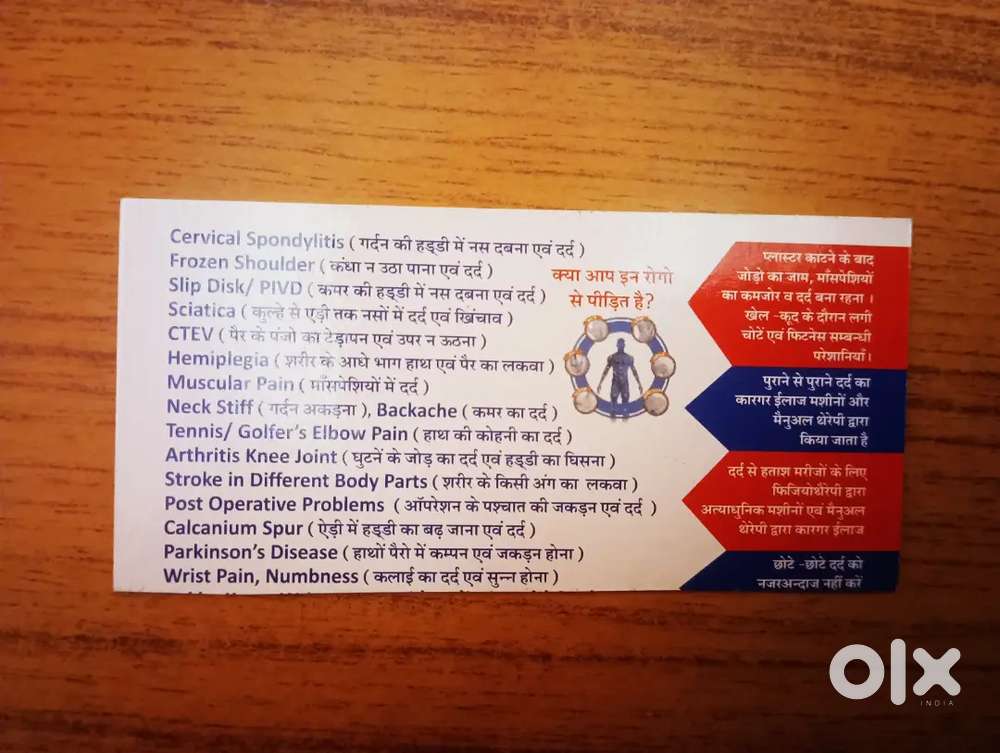 Cervical Spondylitis ( गर्दन की हड्डी में नस दबना एवं दर्द )
Frozen Shoulder ( कंधा न उठा पाना एवं दर्द )
Slip Disk/ PIVD ( कपर की हड्डी में नस दबना एवं दर्द )
Sciatica ( कुल्हे से एड़ी तक नसों में दर्द एवं खिंचाव )
CTEV ( पैर के पंजो का टेड़ापन एवं उपर न ऊठना )
Hemiplegia ( शरीर के आधे भाग हाथ एवं पैर का लकवा )
Muscular Pain ( माँसपेशियों में दर्द )
Neck Stiff ( गर्दन अकड़ना ), Backache ( कमर का दर्द )
Tennis/ Golfer's Elbow Pain ( हाथ की कोहनी का दर्द )
Arthritis Knee Joint ( घुटनें के जोड़ का दर्द एवं हड्डी का घिसना )
Stroke in Different Body Parts ( शरीर के किसी अंग का लकवा )
Post Operative Problems ( ऑपरेशन के पश्चात की जकड़न एवं दर्द )
Calcanium Spur ( ऐड़ी में हड्डी का बढ़ जाना एवं दर्द )
Parkinson's Disease ( हाथों पैरो में कम्पन एवं जकड़न होना )
Wrist Pain, Numbness ( कलाई का दर्द एवं सुन्न होना )
क्या आप इन रोगो
से पीड़ित है?
प्लास्टर काटने के बाद
जोड़ो का जाम, माँसपेशियों
का कमजोर व दर्द बना रहना ।
खेल -कूद के दौरान लगी
चोटें एवं फिटनेस सम्बन्धी
परेशानियाँ।
पुराने से पुराने दर्द का
कारगर ईलाज मशीनों और
मैनुअल थेरेपी द्वारा
किया जाता है
दर्द से हताश मरीजों के लिए
फिजियोथैरेपी द्वारा
अत्याधुनिक मशीनों एवं मैनुअल
थेरेपी द्वारा कारगर ईलाज
छोटे -छोटे दर्द को
नजरअन्दाज नहीं करें
olx
INDIA